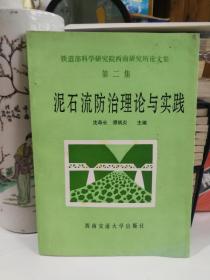 铁道部科学研究院西南研究所论文集
第二集
泥石流防治理论与实践
沈寿长 谭炳炎 主编
西南交通大学出版社